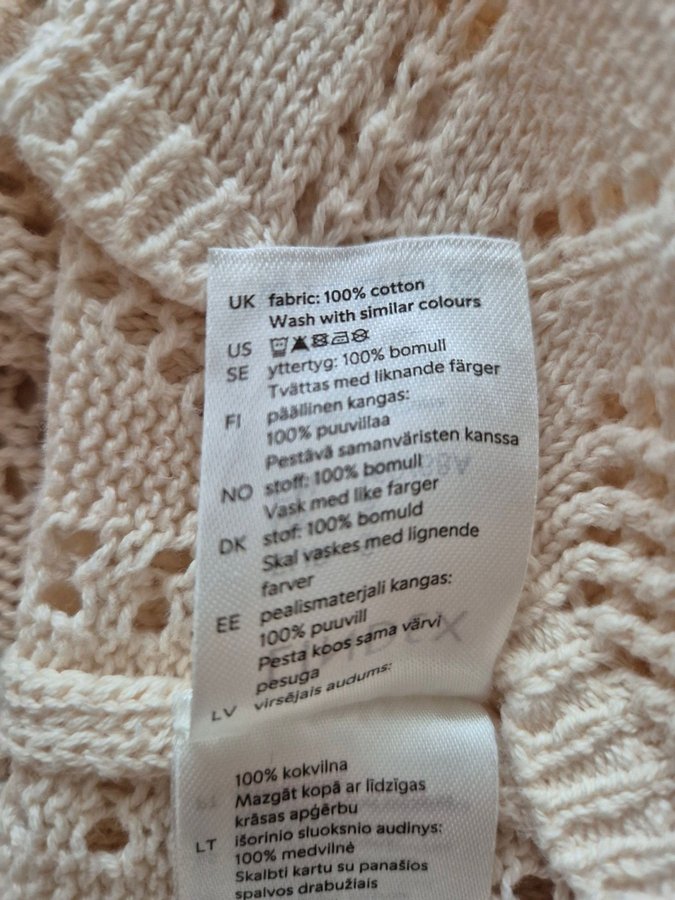 UK fabric: 100% cotton
Wash with similar colours
US
SE yttertyg: 100% bomull
Tvättas med liknande färger
FI päällinen kangas:
100% puuvillaa
Pestävä samanväristen kanssa
NO stoff: 100% bomull
Vask med like farger
DK stof: 100% bomuld
Skal vaskes med lignende
farver
EE pealismaterjali kangas:
100% puuvill
Pesta koos sama värvi
pesuga
LV virsējais audums:
100% kokvilna
Mazgāt kopā ar līdzīgas
krāsas apģērbu
LT išorinio sluoksnio audinys:
100% medvilnė
Skalbti kartu su panašios
spalvos drabužiais